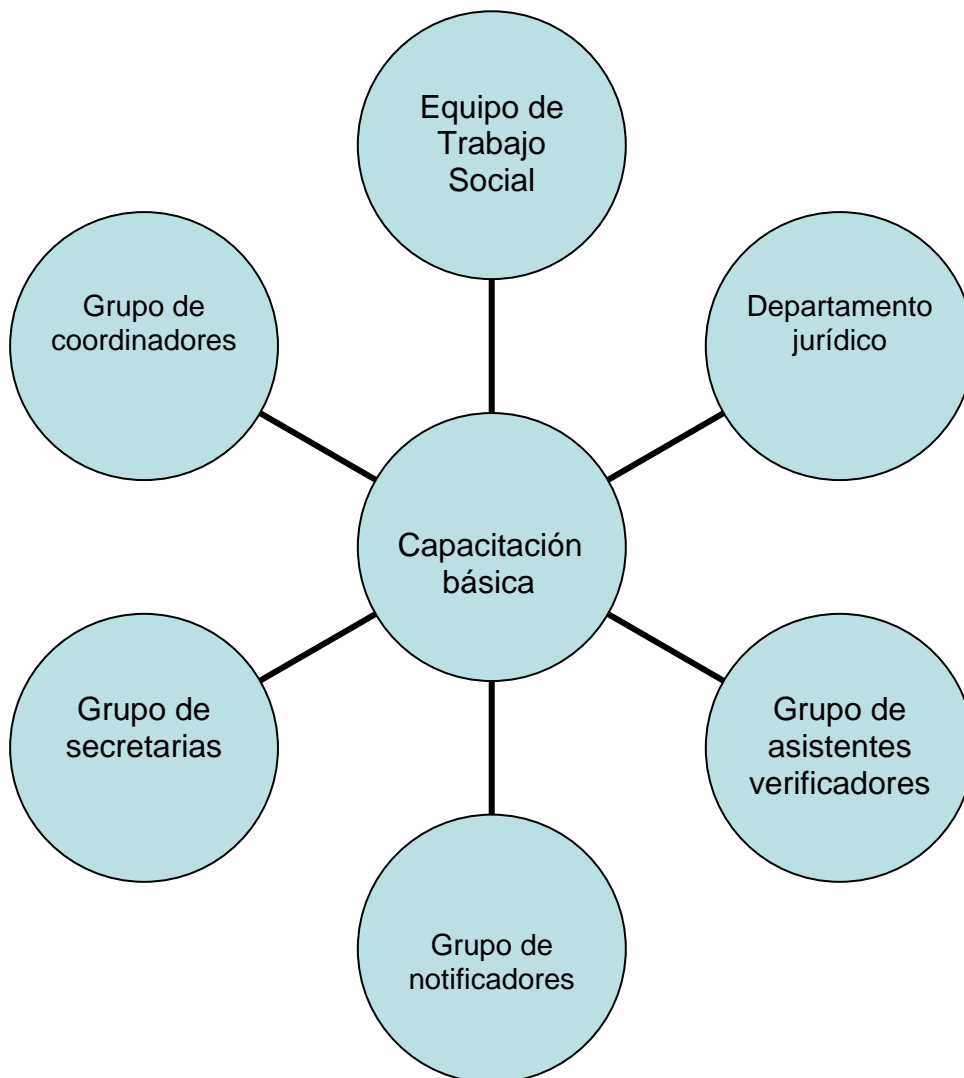 Equipo de
Trabajo
Social
Grupo de
coordinadores
Departamento
jurídico
Capacitación
básica
Grupo de
secretarias
Grupo de
asistentes
verificadores
Grupo de
notificadores